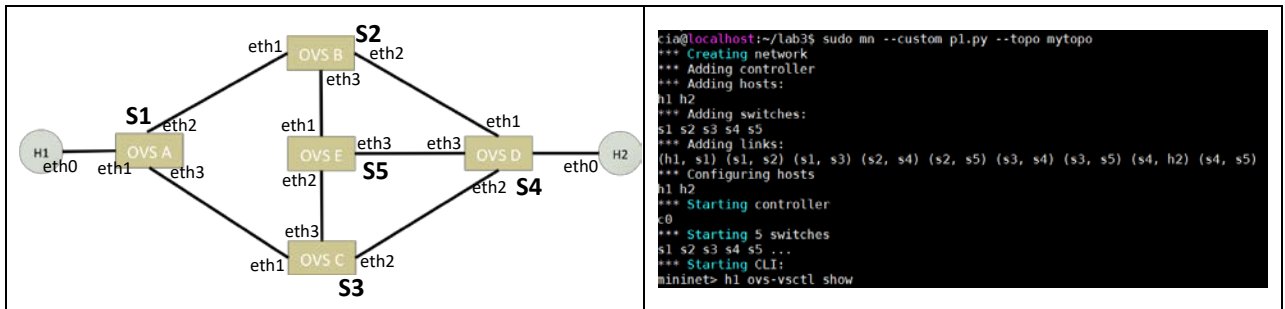 S2
eth1
OVS B
eth2
eth3
S1
eth2
eth1
eth3
eth3
eth1
H1
eth0
eth1
OVS A
OVS E
OVS D
eth0
H2
eth3
eth2
S5
eth2
S4
eth3
eth1
OVS C
eth2
S3
cia@localhost:~/lab3$ sudo mn --custom p1.py --topo mytopo
*** Creating network
*** Adding controller
*** Adding hosts:
h1 h2
*** Adding switches:
s1 s2 s3 s4 s5
*** Adding links:
(h1, s1) (s1, s2) (s1, s3) (s2, s4) (s2, s5) (s3, s4) (s3, s5) (s4, h2) (s4, s5)
*** Configuring hosts
h1 h2
*** Starting controller
c0
*** Starting 5 switches
s1 s2 s3 s4 s5 ...
*** Starting CLI:
mininet> h1 ovs-vsctl show